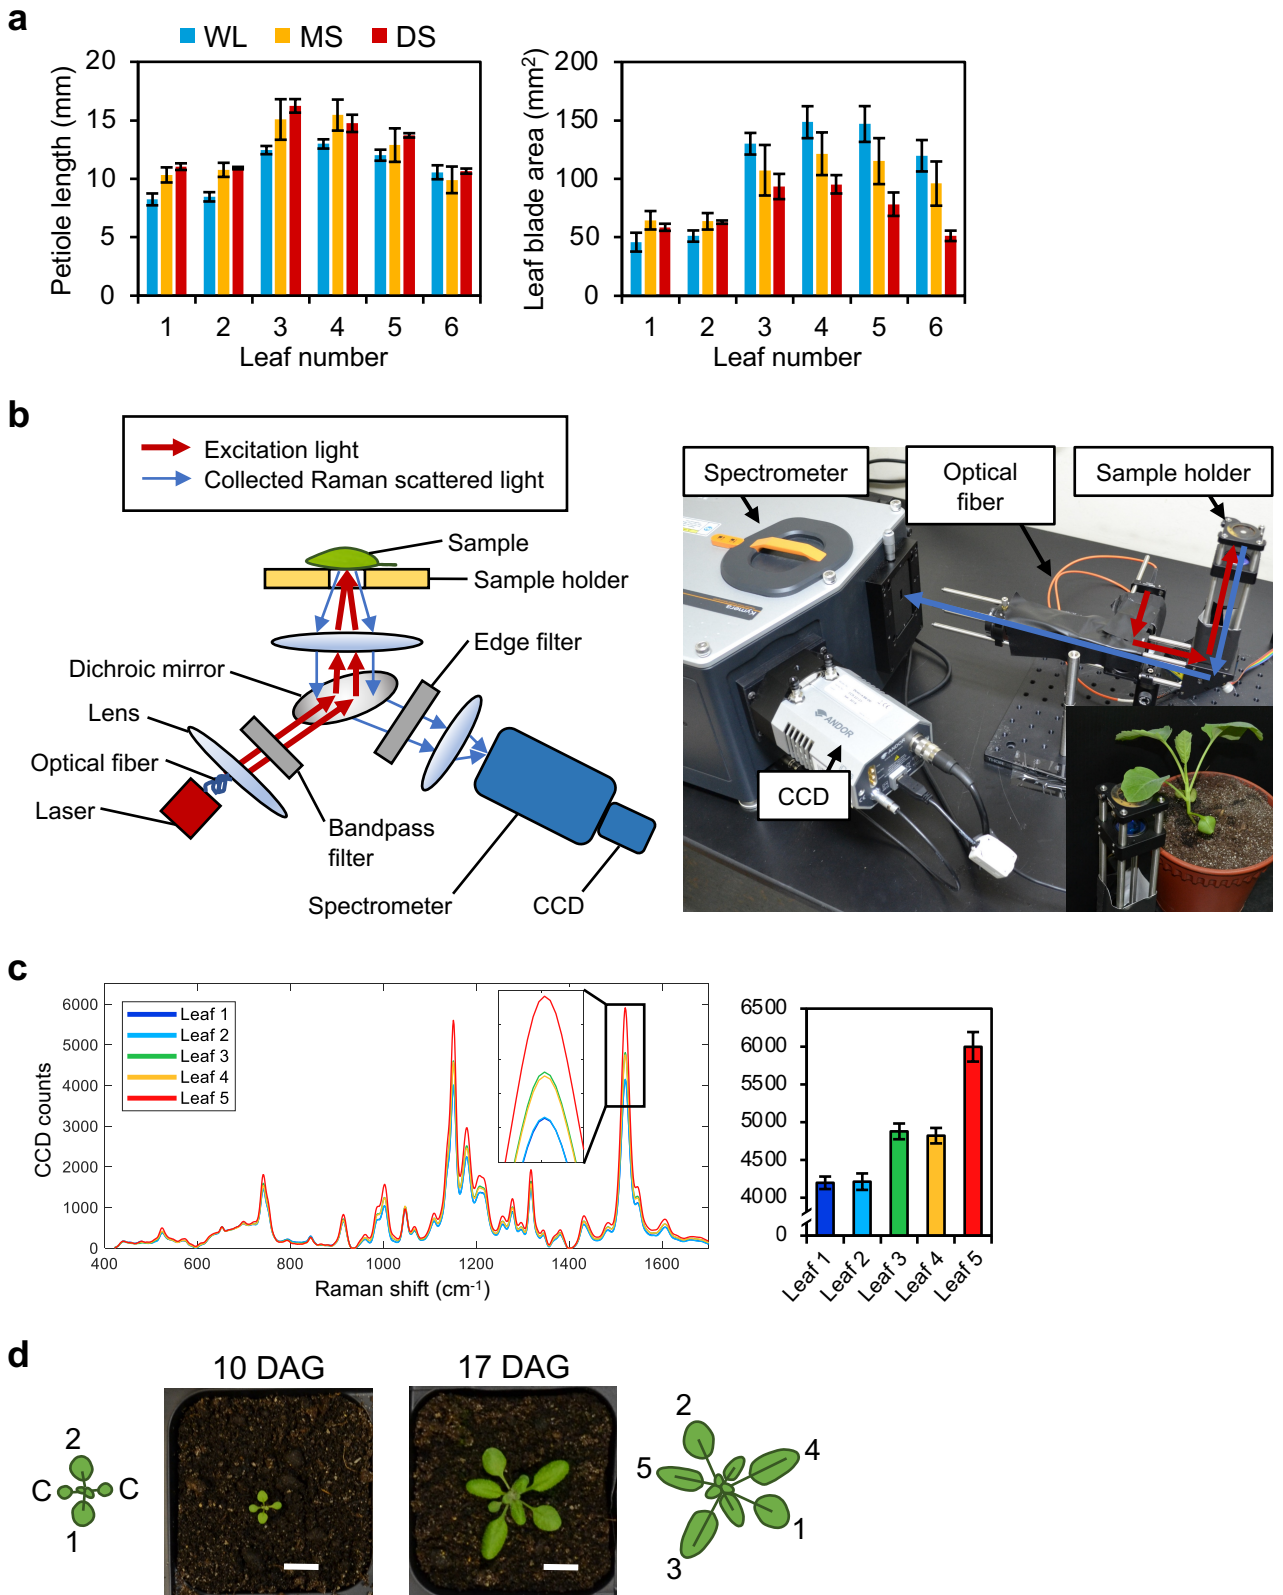 a
WL MS DS
Petiole length (mm)
20
15
10
5
0
1 2 3 4 5 6
Leaf number
Leaf blade area (mm²)
200
150
100
50
0
1 2 3 4 5 6
Leaf number
b
Excitation light
Collected Raman scattered light
Sample
Sample holder
Edge filter
Dichroic mirror
Lens
Optical fiber
Laser
Bandpass
filter
Spectrometer
CCD
Spectrometer
Optical
fiber
Sample holder
Kymera
ANDOR
CCD
c
CCD counts
6000
5000
4000
3000
2000
1000
0
Leaf 1
Leaf 2
Leaf 3
Leaf 4
Leaf 5
400 600 800 1000 1200 1400 1600
Raman shift (cm⁻¹)
6500
6000
5500
5000
4500
4000
0
Leaf 1
Leaf 2
Leaf 3
Leaf 4
Leaf 5
d
10 DAG
17 DAG
2
C C
1
2
4
5
1
3